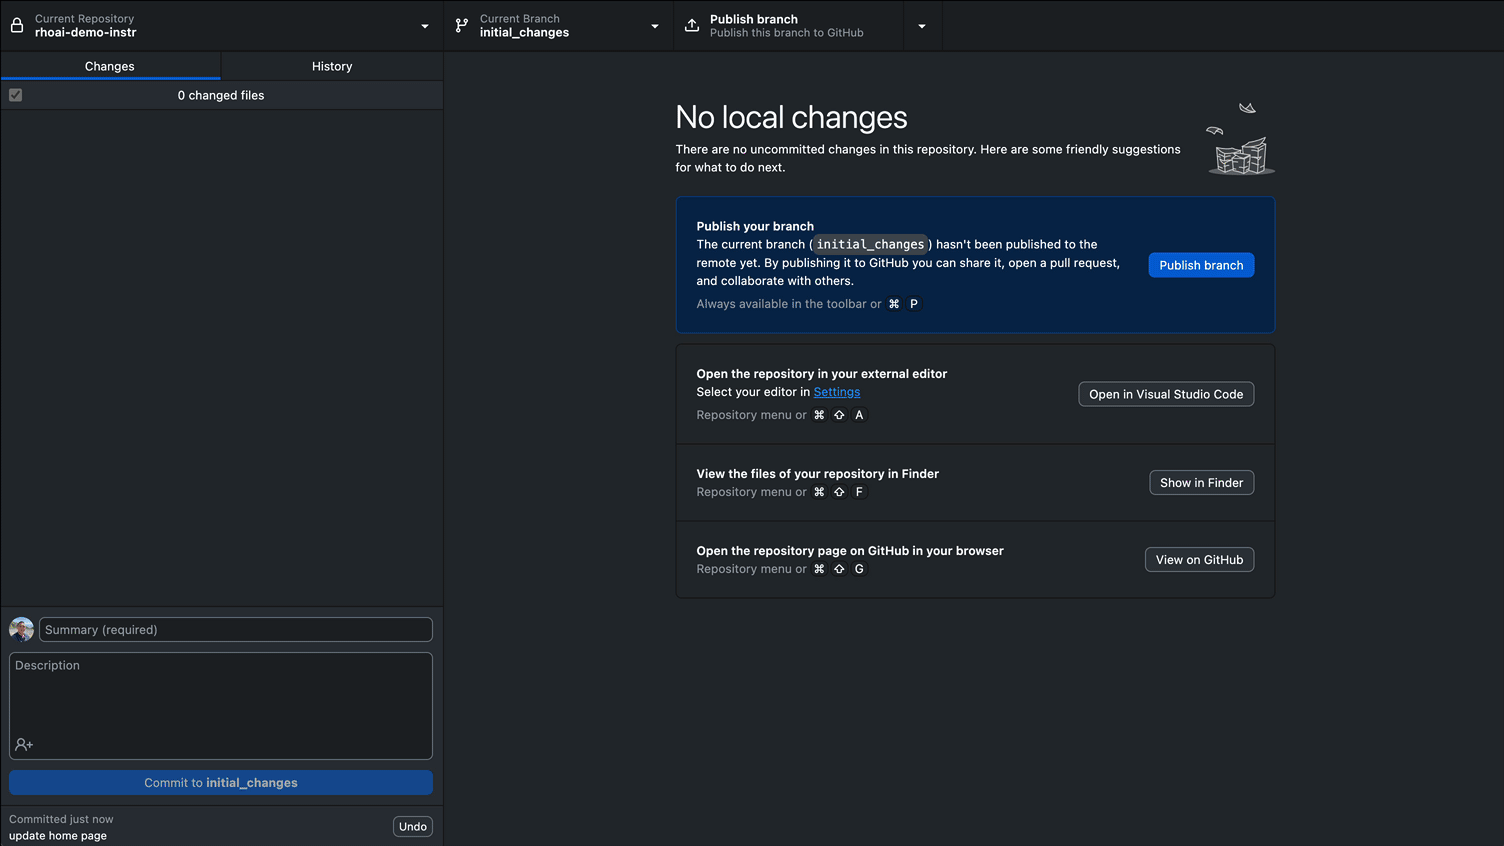 Current Repository
rhoai-demo-instr
Current Branch
initial_changes
Publish branch
Publish this branch to GitHub
Changes
History
0 changed files
No local changes
There are no uncommitted changes in this repository. Here are some friendly suggestions
for what to do next.
Publish your branch
The current branch (initial_changes) hasn't been published to the
remote yet. By publishing it to GitHub you can share it, open a pull request,
and collaborate with others.
Always available in the toolbar or ⌘ P
Publish branch
Open the repository in your external editor
Select your editor in Settings
Repository menu or ⌘ ⇧ A
Open in Visual Studio Code
View the files of your repository in Finder
Repository menu or ⌘ ⇧ F
Show in Finder
Open the repository page on GitHub in your browser
Repository menu or ⌘ ⇧ G
View on GitHub
Summary (required)
Description
Commit to initial_changes
Committed just now
update home page
Undo